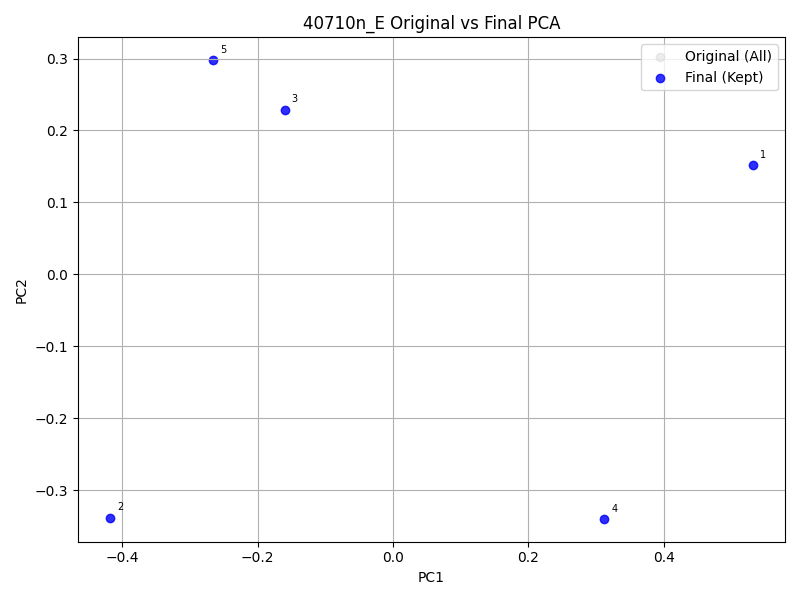 40710n_E Original vs Final PCA
Original (All)
Final (Kept)
5
3
1
2
4
0.3
0.2
0.1
0.0
−0.1
−0.2
−0.3
PC2
−0.4 −0.2 0.0 0.2 0.4
PC1